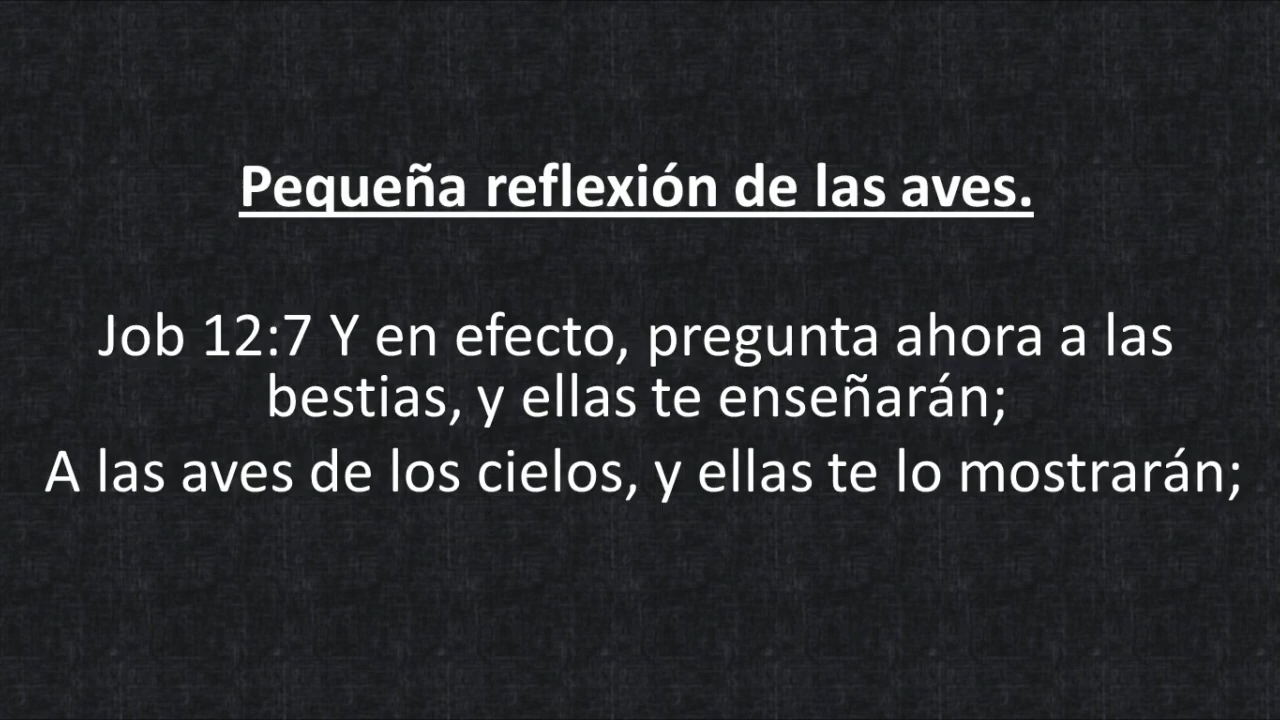 Pequeña reflexión de las aves.
Job 12:7 Y en efecto, pregunta ahora a las
bestias, y ellas te enseñarán;
A las aves de los cielos, y ellas te lo mostrarán;